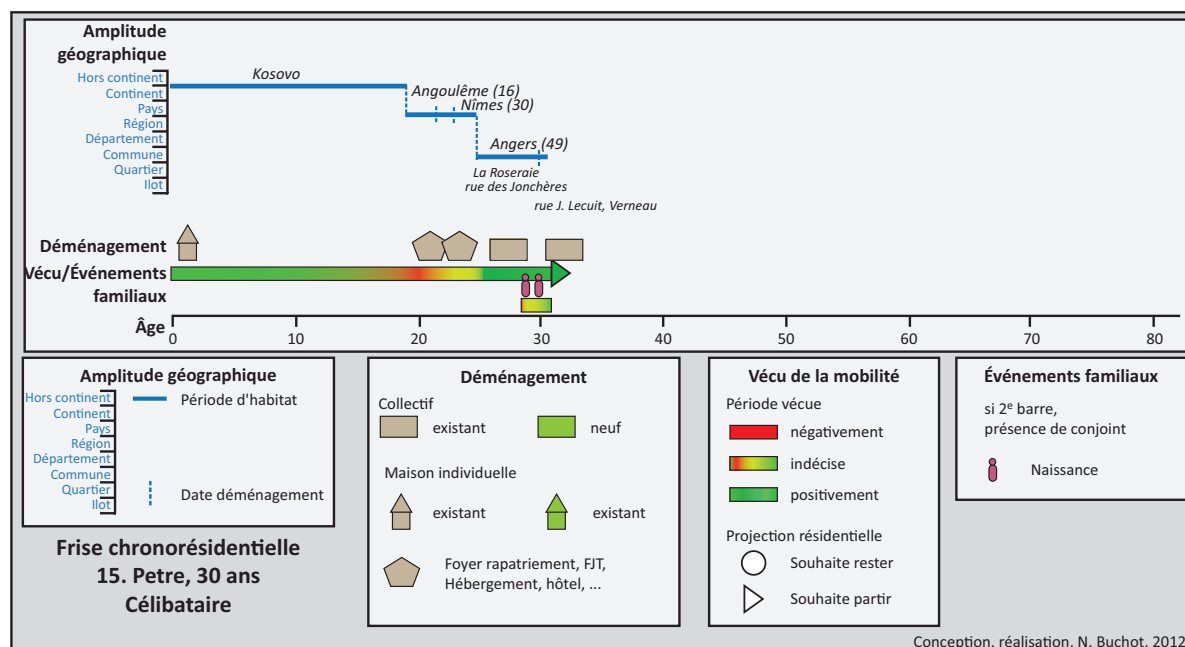 Amplitude
géographique
Hors continent
Continent
Pays
Région
Département
Commune
Quartier
Ilot
Kosovo
Angoulême (16)
Nîmes (30)
Angers (49)
La Roseraie
rue des Jonchères
rue J. Lecuit, Verneau
Déménagement
Vécu/Événements
familiaux
Âge
0 10 20 30 40 50 60 70 80
Amplitude géographique
Hors continent
Continent
Pays
Région
Département
Commune
Quartier
Ilot
Période d'habitat
Date déménagement
Frise chronorésidentielle
15. Petre, 30 ans
Célibataire
Déménagement
Collectif
existant neuf
Maison individuelle
existant existant
Foyer rapatriement, FJT,
Hébergement, hôtel, ...
Vécu de la mobilité
Période vécue
négativement
indécise
positivement
Projection résidentielle
Souhaite rester
Souhaite partir
Événements familiaux
si 2e barre,
présence de conjoint
Naissance
Conception, réalisation, N. Buchot, 2012